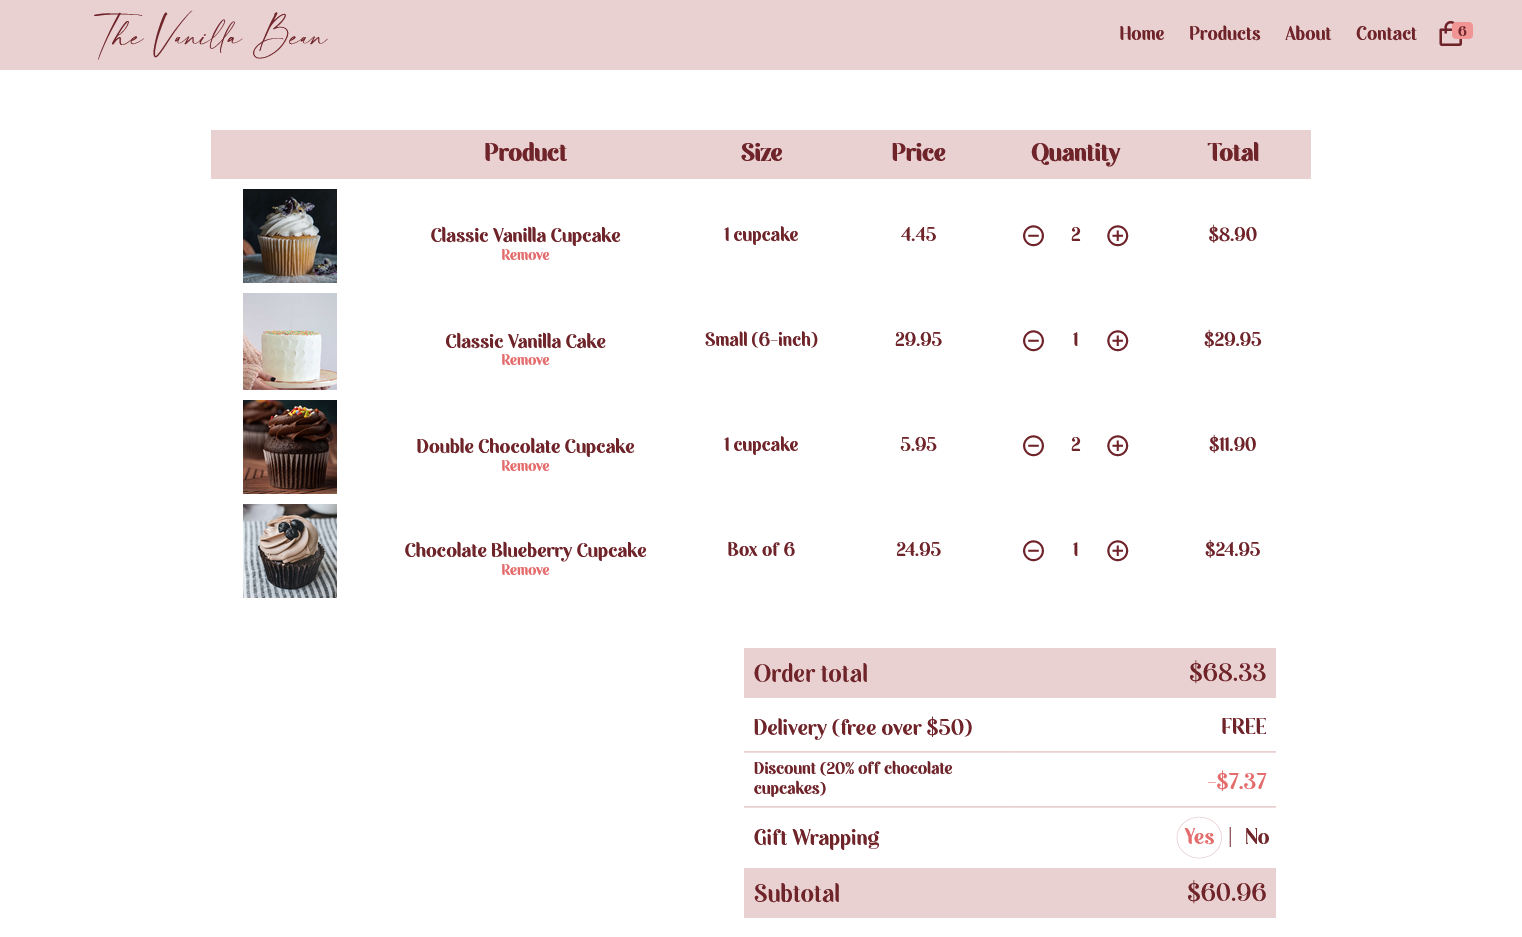 The Vanilla Bean
Home Products About Contact 6
Product Size Price Quantity Total
Classic Vanilla Cupcake 1 cupcake 4.45 2 $8.90
Remove
Classic Vanilla Cake Small (6-inch) 29.95 1 $29.95
Remove
Double Chocolate Cupcake 1 cupcake 5.95 2 $11.90
Remove
Chocolate Blueberry Cupcake Box of 6 24.95 1 $24.95
Remove
Order total $68.33
Delivery (free over $50) FREE
Discount (20% off chocolate
cupcakes) -$7.37
Gift Wrapping Yes | No
Subtotal $60.96